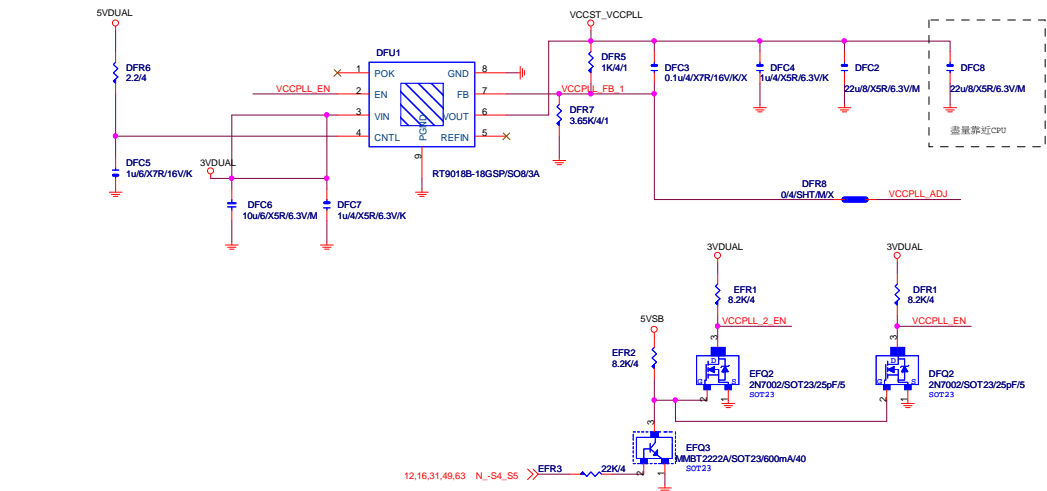 5VDUAL
VCCST_VCCPLL
DFR6
2.2/4
DFU1
1
POK
GND
8
VCCPLL_EN
2
EN
FB
7
3
VIN
VOUT
6
4
CNTL
REFIN
5
PGND
9
RT9018B-18GSP/SO8/3A
DFR5
1K/4/1
VCCPLL_FB_1
DFR7
3.65K/4/1
DFC3
0.1u/4/X7R/16V/K/X
DFC4
1u/4/X5R/6.3V/K
DFC2
22u/8/X5R/6.3V/M
DFC8
22u/8/X5R/6.3V/M
盡量靠近CPU
DFC5
1u/6/X7R/16V/K
3VDUAL
DFC6
10u/6/X5R/6.3V/M
DFC7
1u/4/X5R/6.3V/K
DFR8
0/4/SHT/M/X
VCCPLL_ADJ
3VDUAL
EFR1
8.2K/4
VCCPLL_2_EN
3
D
G
S
2
1
EFQ2
2N7002/SOT23/25pF/5
SOT23
3VDUAL
DFR1
8.2K/4
VCCPLL_EN
3
D
G
S
2
1
DFQ2
2N7002/SOT23/25pF/5
SOT23
5VSB
EFR2
8.2K/4
3
EFQ3
MMBT2222A/SOT23/600mA/40
SOT23
2
1
12,16,31,49,63 N_-S4_S5
EFR3
22K/4